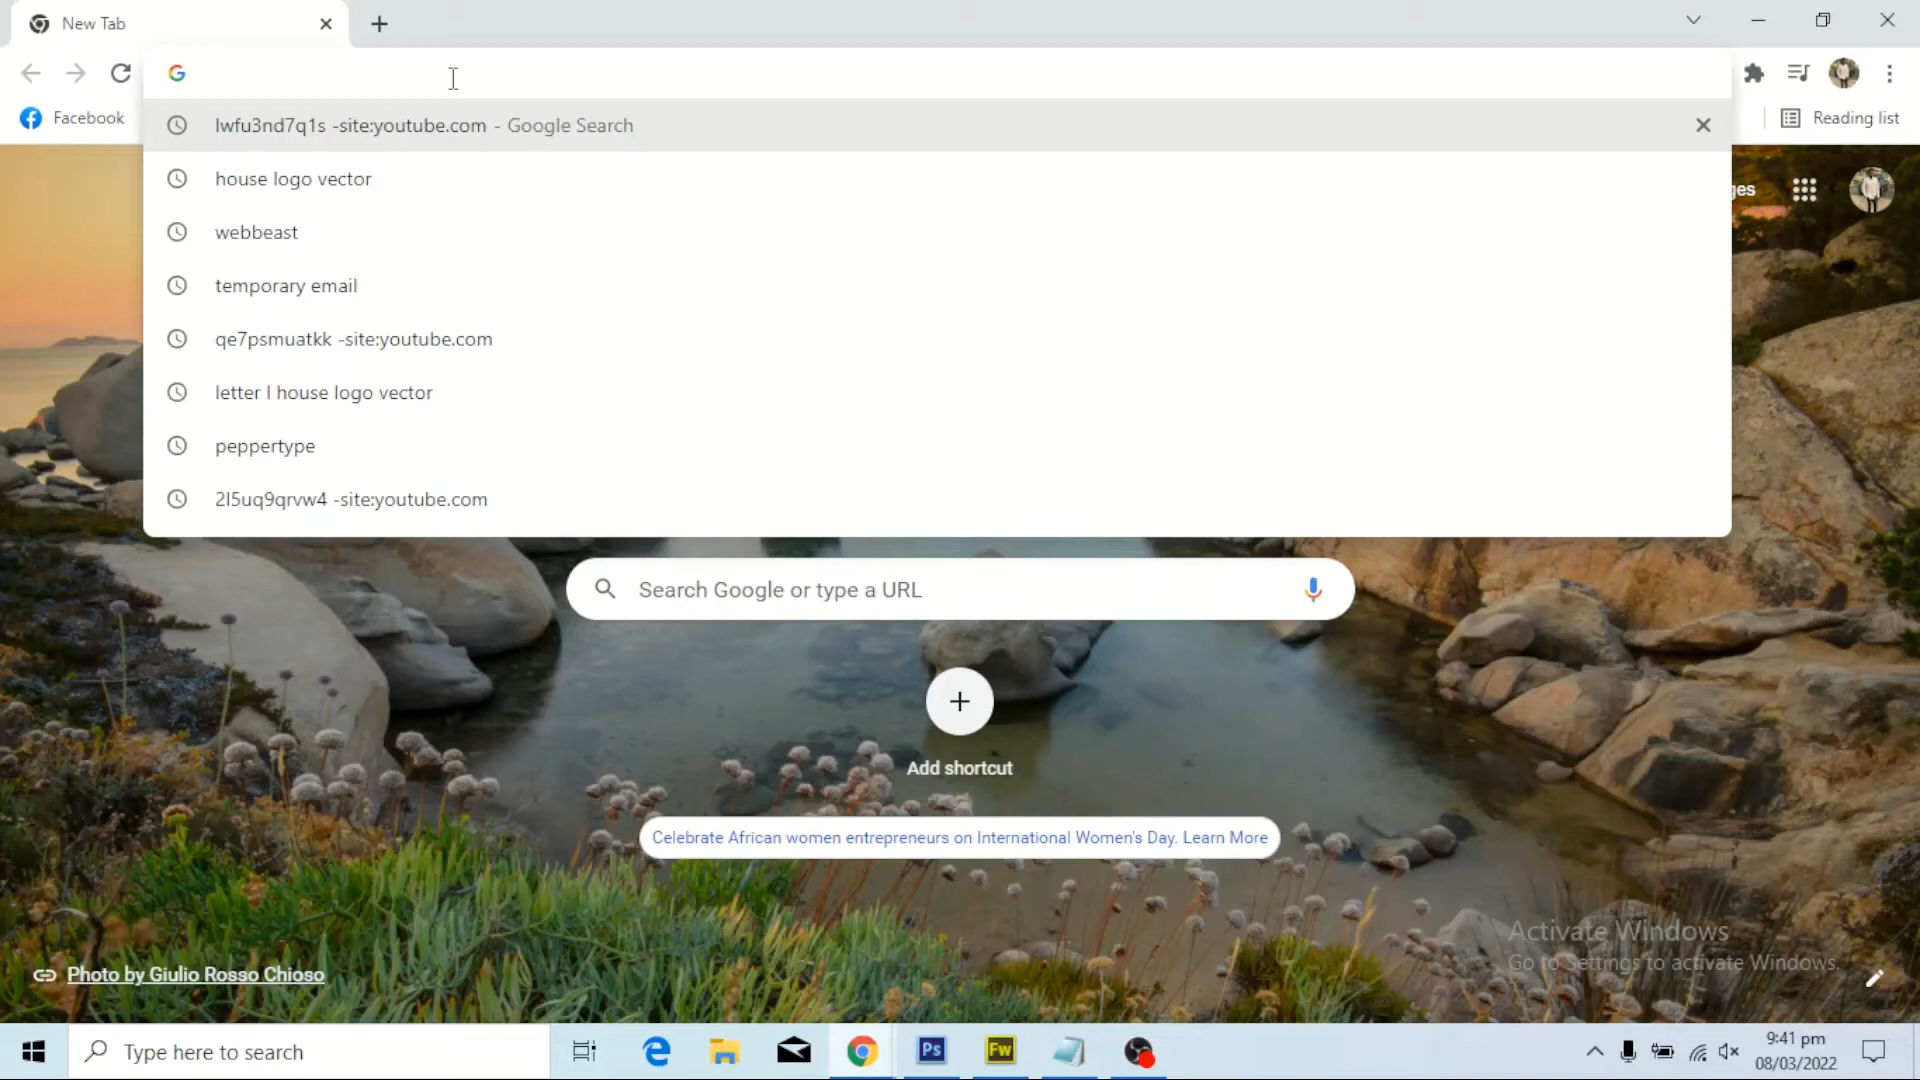 New Tab
Facebook
Reading list
lwfu3nd7q1s -site:youtube.com - Google Search
house logo vector
webbeast
temporary email
qe7psmuatkk -site:youtube.com
letter l house logo vector
peppertype
2l5uq9qrvw4 -site:youtube.com
ges
Search Google or type a URL
Add shortcut
Celebrate African women entrepreneurs on International Women's Day. Learn More
Activate Windows
Go to Settings to activate Windows.
Photo by Giulio Rosso Chioso
Type here to search
Ps
Fw
9:41 pm
08/03/2022